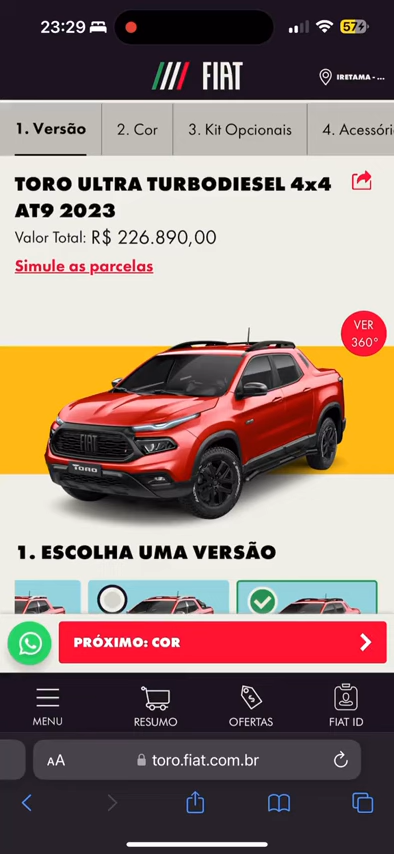 23:29
57
FIAT
IRETAMA - ...
1. Versão
2. Cor
3. Kit Opcionais
4. Acessóri
TORO ULTRA TURBODIESEL 4x4
AT9 2023
Valor Total: R$ 226.890,00
Simule as parcelas
VER
360°
FIAT
TORO
1. ESCOLHA UMA VERSÃO
PRÓXIMO: COR
MENU
RESUMO
OFERTAS
FIAT ID
AA
toro.fiat.com.br